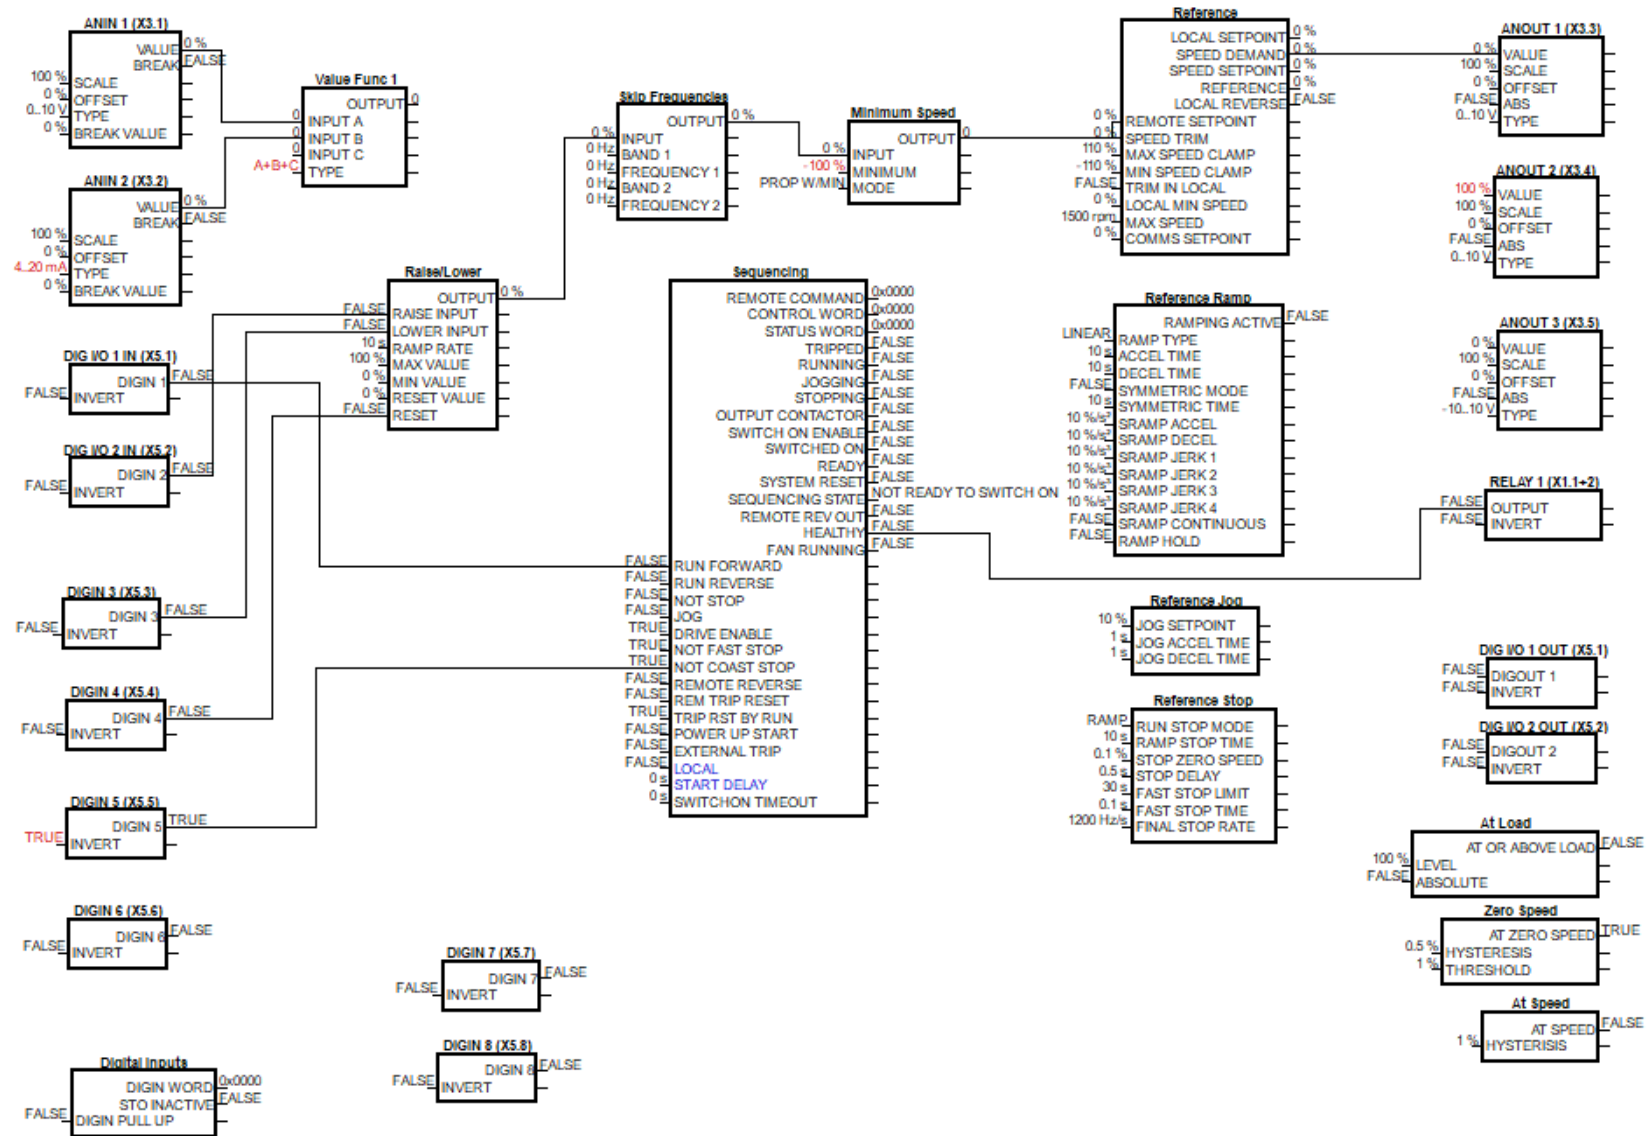 ANIN 1 (X3.1)
VALUE 0 %
BREAK FALSE
100 % SCALE
0 % OFFSET
0..10 V TYPE
0 % BREAK VALUE
ANIN 2 (X3.2)
VALUE 0 %
BREAK FALSE
100 % SCALE
0 % OFFSET
4..20 mA TYPE
0 % BREAK VALUE
Value Func 1
OUTPUT 0
0 INPUT A
0 INPUT B
0 INPUT C
A+B+C TYPE
Skip Frequencies
OUTPUT 0 %
0 % INPUT
0 Hz BAND 1
0 Hz FREQUENCY 1
0 Hz BAND 2
0 Hz FREQUENCY 2
Minimum Speed
OUTPUT 0
0 % INPUT
-100 % MINIMUM
PROP W/MIN MODE
Reference
LOCAL SETPOINT 0 %
SPEED DEMAND 0 %
SPEED SETPOINT 0 %
REFERENCE 0 %
LOCAL REVERSE FALSE
0 % REMOTE SETPOINT
0 % SPEED TRIM
110 % MAX SPEED CLAMP
-110 % MIN SPEED CLAMP
FALSE TRIM IN LOCAL
0 % LOCAL MIN SPEED
1500 rpm MAX SPEED
0 % COMMS SETPOINT
ANOUT 1 (X3.3)
0 % VALUE
100 % SCALE
0 % OFFSET
FALSE ABS
0..10 V TYPE
ANOUT 2 (X3.4)
100 % VALUE
100 % SCALE
0 % OFFSET
FALSE ABS
0..10 V TYPE
ANOUT 3 (X3.5)
0 % VALUE
100 % SCALE
0 % OFFSET
FALSE ABS
-10..10 V TYPE
Raise/Lower
OUTPUT 0 %
FALSE RAISE INPUT
FALSE LOWER INPUT
10 s RAMP RATE
100 % MAX VALUE
0 % MIN VALUE
0 % RESET VALUE
FALSE RESET
DIG I/O 1 IN (X5.1)
DIGIN 1 FALSE
FALSE INVERT
DIG I/O 2 IN (X5.2)
DIGIN 2 FALSE
FALSE INVERT
DIGIN 3 (X5.3)
DIGIN 3 FALSE
FALSE INVERT
DIGIN 4 (X5.4)
DIGIN 4 FALSE
FALSE INVERT
DIGIN 5 (X5.5)
DIGIN 5 TRUE
TRUE INVERT
DIGIN 6 (X5.6)
DIGIN 6 FALSE
FALSE INVERT
DIGIN 7 (X5.7)
DIGIN 7 FALSE
FALSE INVERT
DIGIN 8 (X5.8)
DIGIN 8 FALSE
FALSE INVERT
Digital Inputs
DIGIN WORD 0x0000
STO INACTIVE FALSE
FALSE DIGIN PULL UP
Sequencing
REMOTE COMMAND 0x0000
CONTROL WORD 0x0000
STATUS WORD 0x0000
TRIPPED FALSE
RUNNING FALSE
JOGGING FALSE
STOPPING FALSE
OUTPUT CONTACTOR FALSE
SWITCH ON ENABLE FALSE
SWITCHED ON FALSE
READY FALSE
SYSTEM RESET FALSE
SEQUENCING STATE NOT READY TO SWITCH ON
REMOTE REV OUT FALSE
HEALTHY FALSE
FAN RUNNING FALSE
FALSE RUN FORWARD
FALSE RUN REVERSE
FALSE NOT STOP
FALSE JOG
TRUE DRIVE ENABLE
TRUE NOT FAST STOP
TRUE NOT COAST STOP
FALSE REMOTE REVERSE
FALSE REM TRIP RESET
TRUE TRIP RST BY RUN
FALSE POWER UP START
FALSE EXTERNAL TRIP
FALSE LOCAL
0 s START DELAY
0 s SWITCHON TIMEOUT
Reference Ramp
RAMPING ACTIVE FALSE
LINEAR RAMP TYPE
10 s ACCEL TIME
10 s DECEL TIME
FALSE SYMMETRIC MODE
10 s SYMMETRIC TIME
10 %/s² SRAMP ACCEL
10 %/s² SRAMP DECEL
10 %/s³ SRAMP JERK 1
10 %/s³ SRAMP JERK 2
10 %/s³ SRAMP JERK 3
10 %/s³ SRAMP JERK 4
FALSE SRAMP CONTINUOUS
FALSE RAMP HOLD
Reference Jog
10 % JOG SETPOINT
1 s JOG ACCEL TIME
1 s JOG DECEL TIME
Reference Stop
RAMP RUN STOP MODE
10 s RAMP STOP TIME
0.1 % STOP ZERO SPEED
0.5 s STOP DELAY
30 s FAST STOP LIMIT
0.1 s FAST STOP TIME
1200 Hz/s FINAL STOP RATE
RELAY 1 (X1.1+2)
FALSE OUTPUT
FALSE INVERT
DIG I/O 1 OUT (X5.1)
FALSE DIGOUT 1
FALSE INVERT
DIG I/O 2 OUT (X5.2)
FALSE DIGOUT 2
FALSE INVERT
At Load
AT OR ABOVE LOAD FALSE
100 % LEVEL
FALSE ABSOLUTE
Zero Speed
AT ZERO SPEED TRUE
0.5 % HYSTERESIS
1 % THRESHOLD
At Speed
AT SPEED FALSE
1 % HYSTERISIS